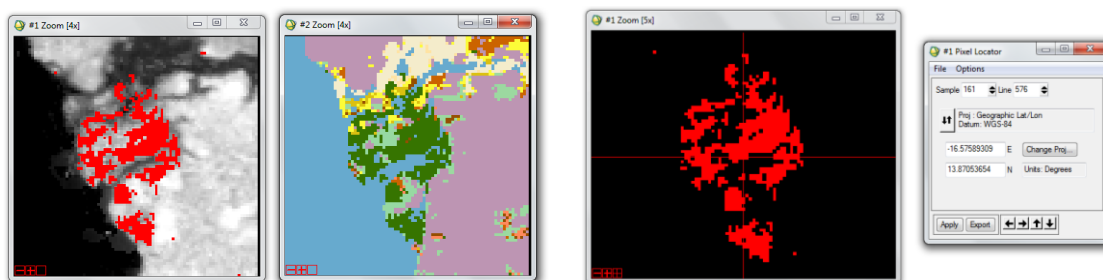 #1 Zoom [4x]
#2 Zoom [4x]
#1 Zoom [5x]
#1 Pixel Locator
File Options
Sample 161 Line 576
Proj : Geographic Lat/Lon
Datum: WGS-84
-16.57589309 E Change Proj...
13.87053654 N Units: Degrees
Apply Export